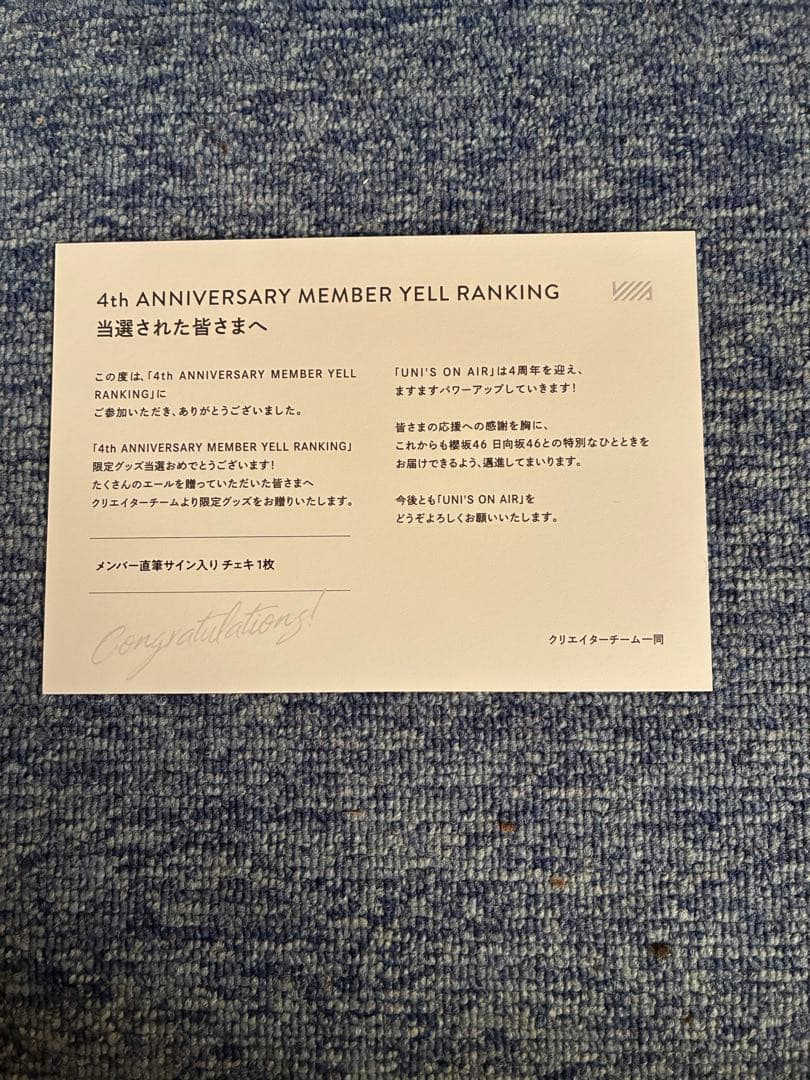 4th ANNIVERSARY MEMBER YELL RANKING
当選された皆さまへ
この度は、「4th ANNIVERSARY MEMBER YELL
RANKING」に
ご参加いただき、ありがとうございました。
「4th ANNIVERSARY MEMBER YELL RANKING」
限定グッズ当選おめでとうございます!
たくさんのエールを贈っていただいた皆さまへ
クリエイターチームより限定グッズをお贈りいたします。
メンバー直筆サイン入り チェキ 1枚
Congratulations!
「UNI'S ON AIR」は4周年を迎え、
ますますパワーアップしていきます!
皆さまの応援への感謝を胸に、
これからも櫻坂46 日向坂46との特別なひとときを
お届けできるよう、邁進してまいります。
今後とも「UNI'S ON AIR」を
どうぞよろしくお願いいたします。
クリエイターチーム一同